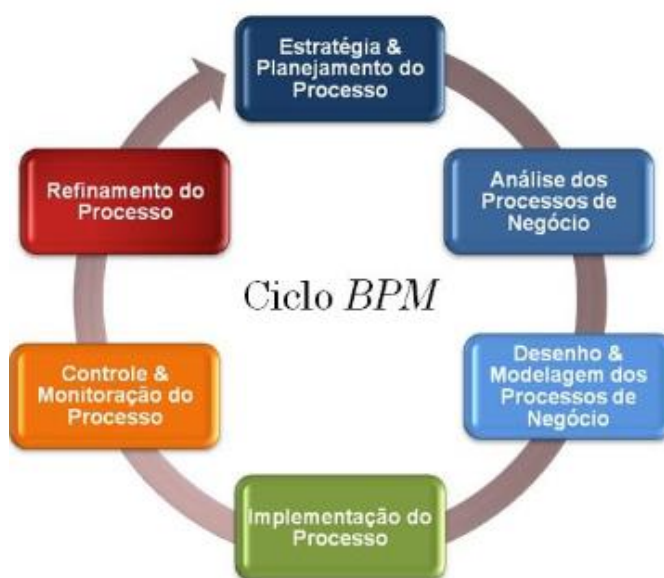 Estratégia &
Planejamento do
Processo
Análise dos
Processos de
Negócio
Desenho &
Modelagem dos
Processos de
Negócio
Implementação do
Processo
Controle &
Monitoração do
Processo
Refinamento do
Processo
Ciclo BPM